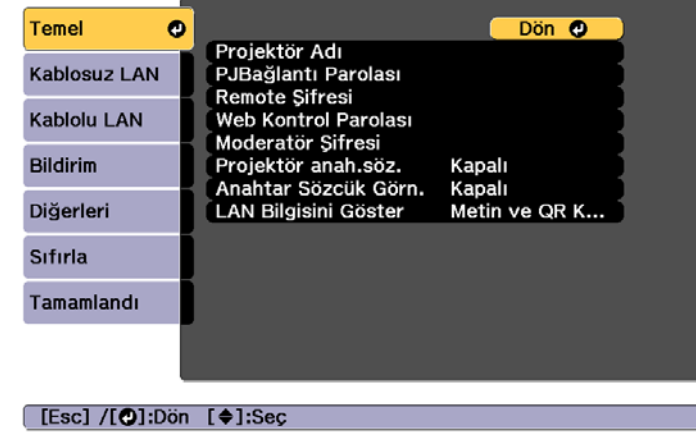 Temel
Dön
Projektör Adı
Kablosuz LAN
PJBağlantı Parolası
Remote Şifresi
Kablolu LAN
Web Kontrol Parolası
Moderatör Şifresi
Bildirim
Projektör anah.söz. Kapalı
Anahtar Sözcük Görn. Kapalı
Diğerleri
LAN Bilgisini Göster Metin ve QR K...
Sıfırla
Tamamlandı
[Esc] /[ ]:Dön [ ]:Seç